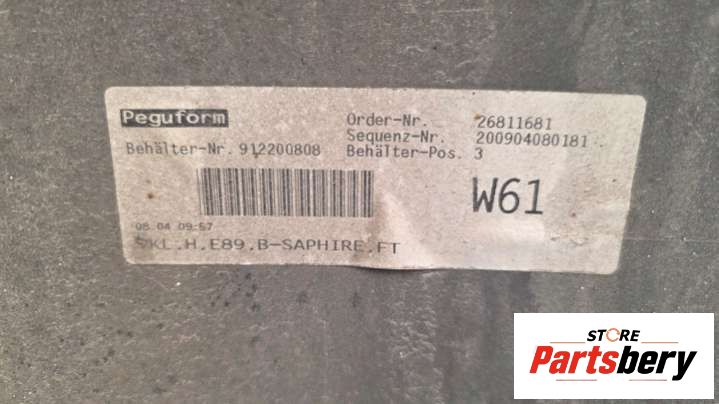 Peguform
Order-Nr. 26811681
Sequenz-Nr. 200904080181
Behälter-Nr. 912200808 Behälter-Pos. 3
W61
08.04 09:57
SKL.H.E89.B-SAPHIRE.FT
STORE
Partsbery